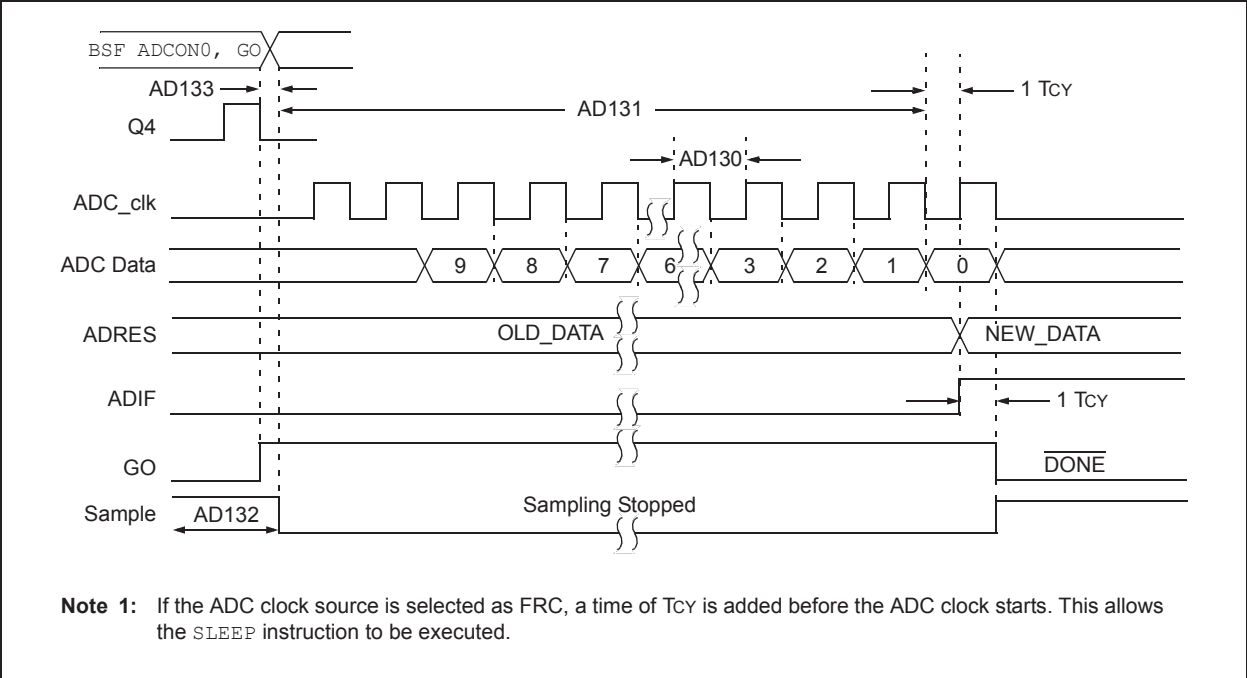 BSF ADCON0, GO
AD133
1 TCY
AD131
Q4
AD130
ADC_clk
ADC Data 9 8 7 6 3 2 1 0
ADRES OLD_DATA NEW_DATA
ADIF 1 TCY
GO DONE
Sample AD132 Sampling Stopped
Note 1: If the ADC clock source is selected as FRC, a time of TCY is added before the ADC clock starts. This allows
the SLEEP instruction to be executed.